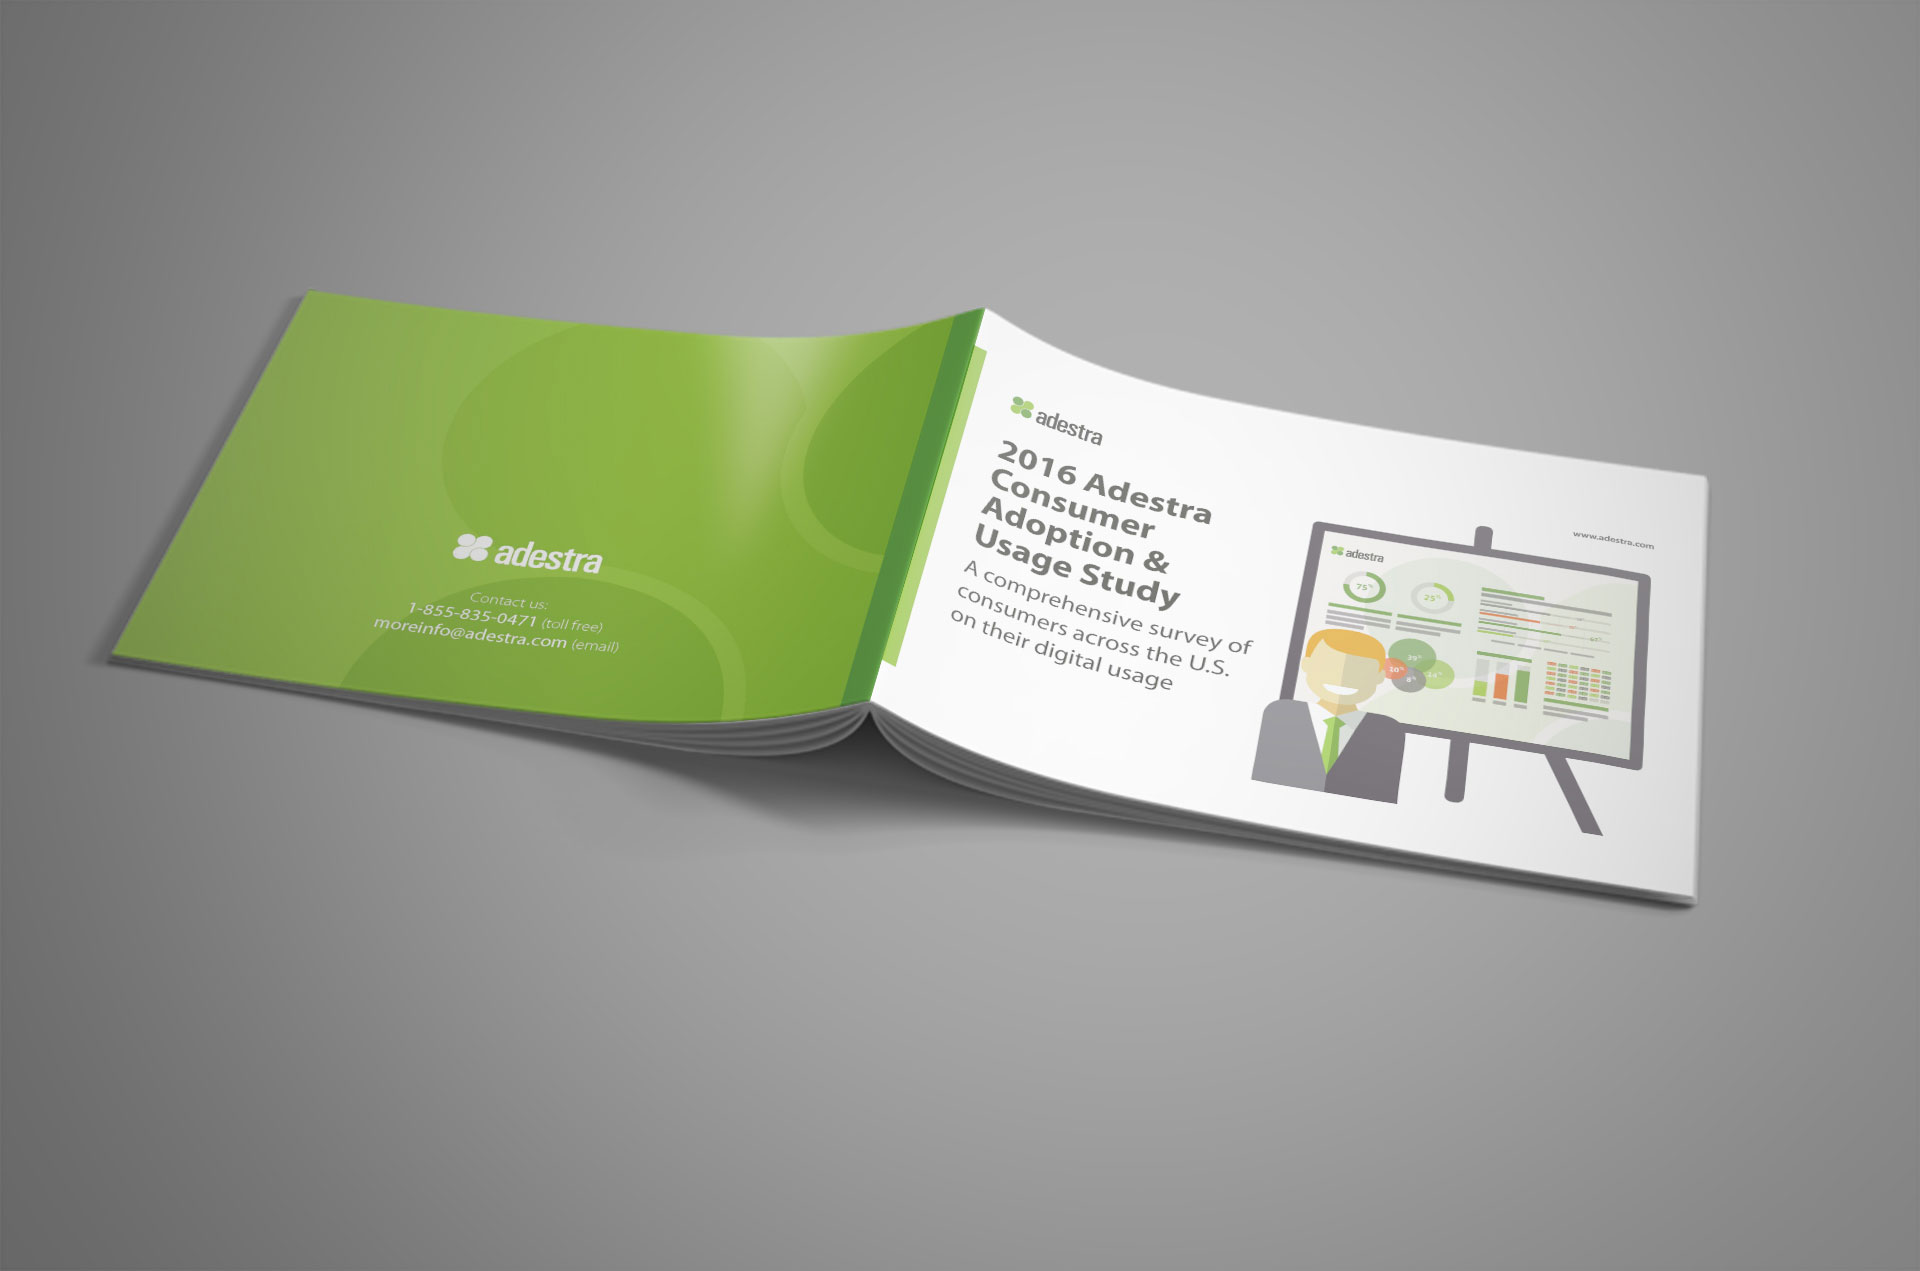 adestra
Contact us:
1-855-835-0471 (toll free)
moreinfo@adestra.com (email)
adestra
2016 Adestra
Consumer
Adoption &
Usage Study
A comprehensive survey of
consumers across the U.S.
on their digital usage
www.adestra.com
adestra
75%
25%
39%
10%
8%